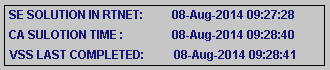 SE SOLUTION IN RTNET: 08-Aug-2014 09:27:28
CA SULOTION TIME : 08-Aug-2014 09:28:40
VSS LAST COMPLETED: 08-Aug-2014 09:28:41